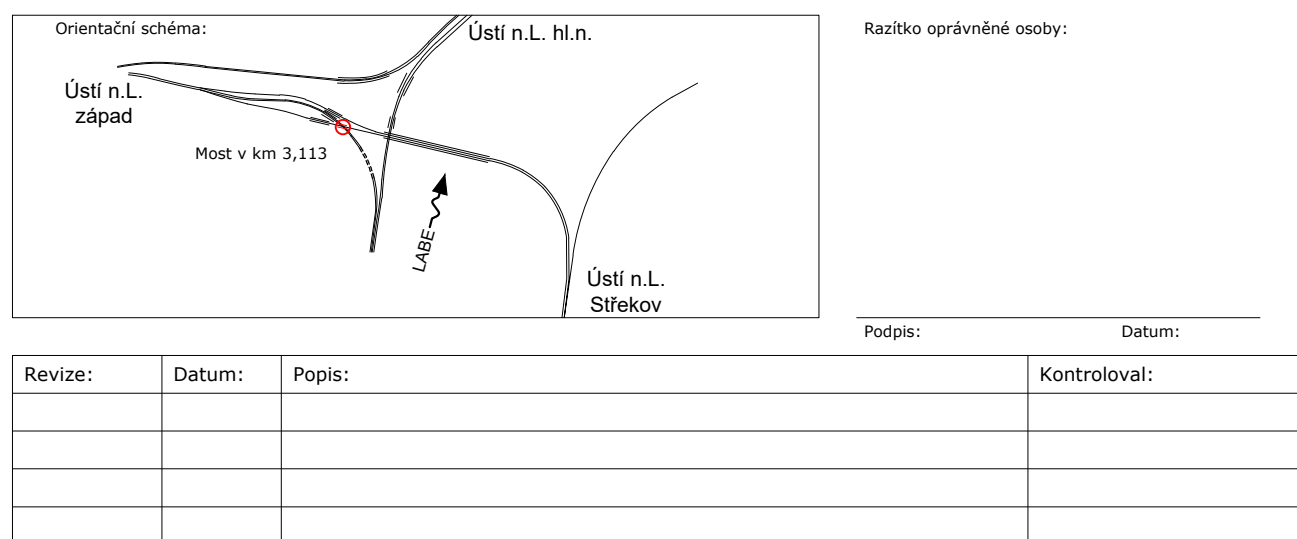 Orientační schéma:
Ústí n.L. hl.n.
Ústí n.L.
západ
Most v km 3,113
LABE
Ústí n.L.
Střekov
Razítko oprávněné osoby:
Podpis: Datum:
Revize: Datum: Popis: Kontroloval: